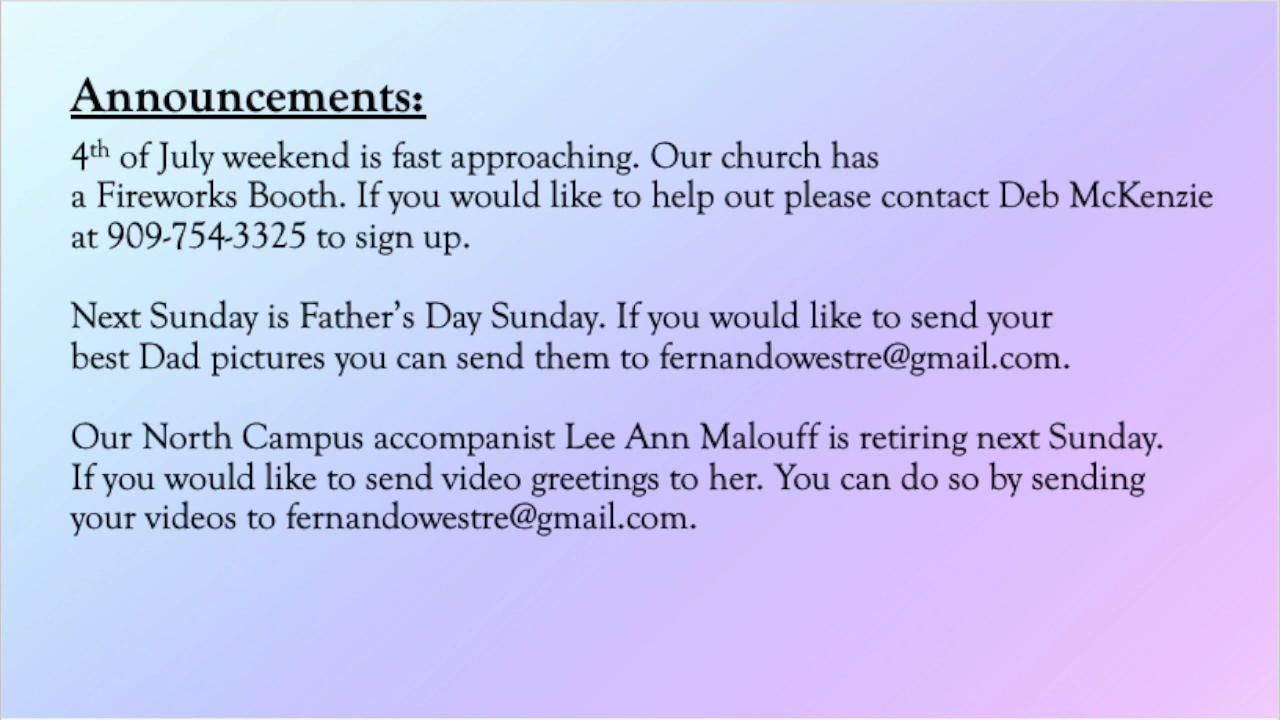 Announcements:
4th of July weekend is fast approaching. Our church has
a Fireworks Booth. If you would like to help out please contact Deb McKenzie
at 909-754-3325 to sign up.
Next Sunday is Father’s Day Sunday. If you would like to send your
best Dad pictures you can send them to fernandowestre@gmail.com.
Our North Campus accompanist Lee Ann Malouff is retiring next Sunday.
If you would like to send video greetings to her. You can do so by sending
your videos to fernandowestre@gmail.com.